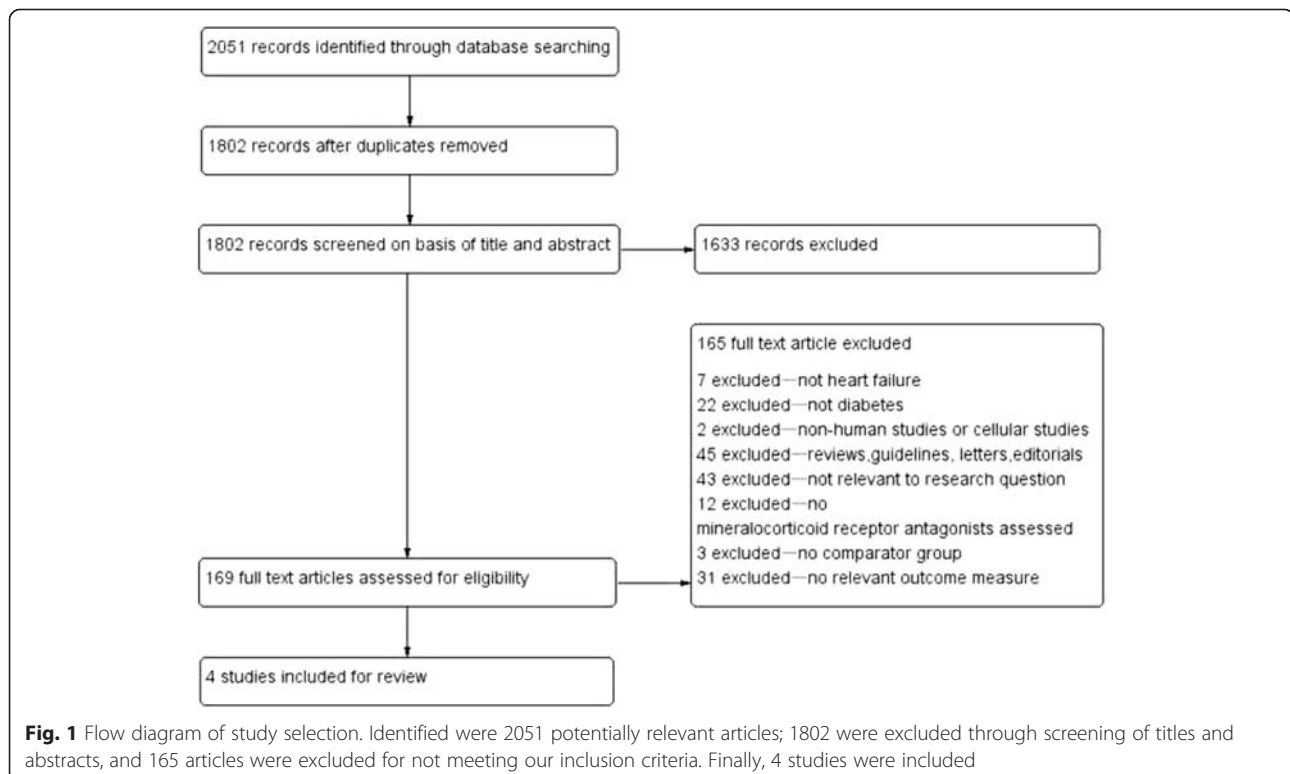 2051 records identified through database searching
1802 records after duplicates removed
1802 records screened on basis of title and abstract
1633 records excluded
165 full text article excluded
7 excluded—not heart failure
22 excluded—not diabetes
2 excluded—non-human studies or cellular studies
45 excluded—reviews,guidelines, letters,editorials
43 excluded—not relevant to research question
12 excluded—no
mineralocorticoid receptor antagonists assessed
3 excluded—no comparator group
31 excluded—no relevant outcome measure
169 full text articles assessed for eligibility
4 studies included for review
Fig. 1 Flow diagram of study selection. Identified were 2051 potentially relevant articles; 1802 were excluded through screening of titles and
abstracts, and 165 articles were excluded for not meeting our inclusion criteria. Finally, 4 studies were included